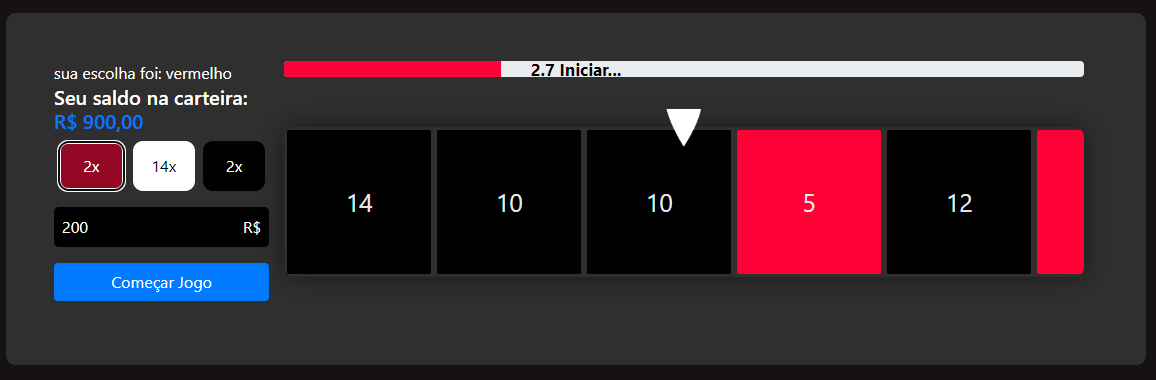 sua escolha foi: vermelho
Seu saldo na carteira:
R$ 900,00
2x 14x 2x
200 R$
Começar Jogo
2.7 Iniciar...
14 10 10 5 12